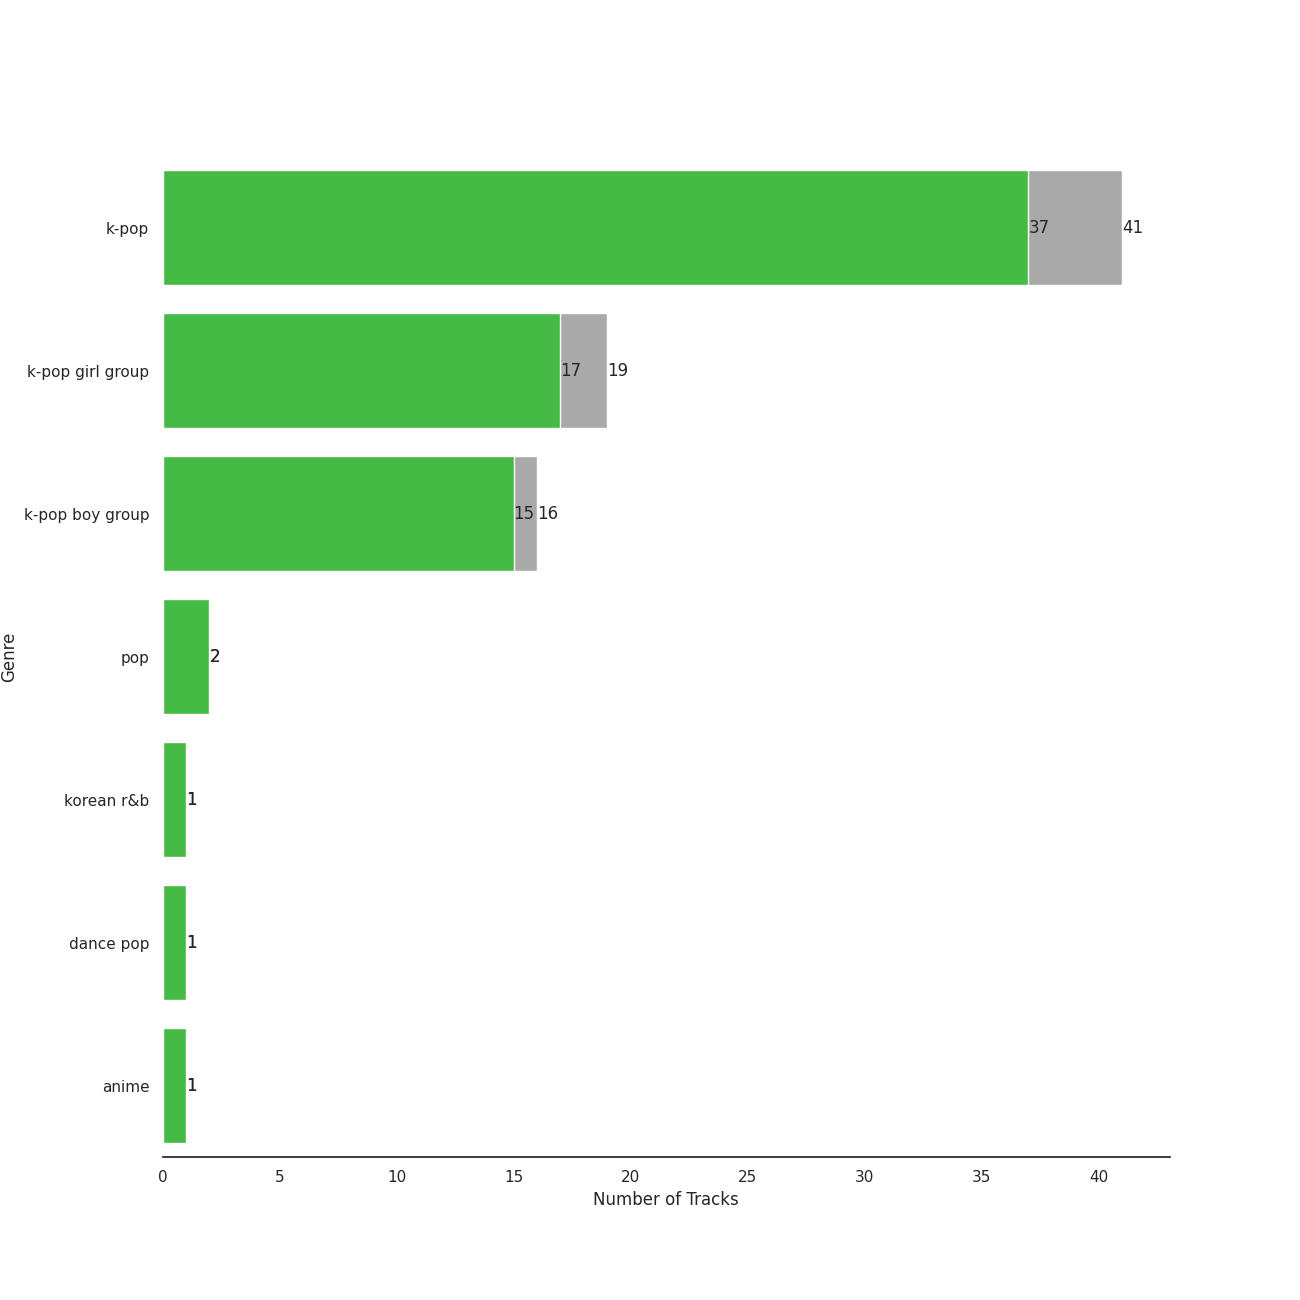 k-pop
37 41
k-pop girl group
17 19
k-pop boy group
15 16
pop
2
korean r&b
1
dance pop
1
anime
1
Genre
0 5 10 15 20 25 30 35 40
Number of Tracks